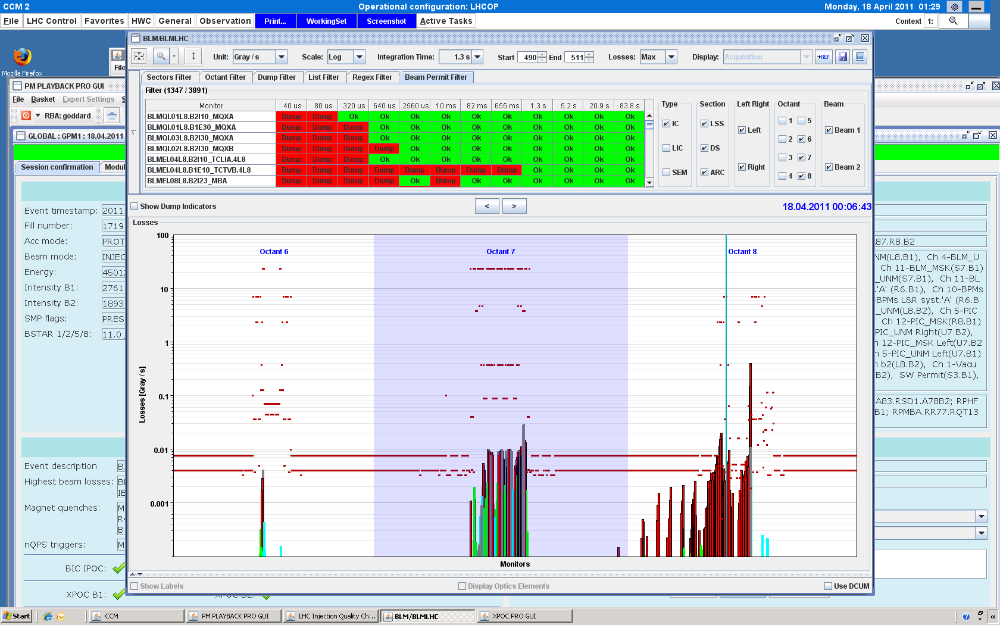 CCM 2
Operational configuration: LHCOP
Monday, 18 April 2011 01:29
File LHC Control Favorites HWC General Observation Print... WorkingSet Screenshot Active Tasks
Context 1:
Mozilla Firefox
File
BLM/BLMLHC
Unit: Gray / s Scale: Log Integration Time: 1.3 s Start 490 End 511 Losses: Max Display: Acquisition →REF
Sectors Filter Octant Filter Dump Filter List Filter Regex Filter Beam Permit Filter
Filter (1347 / 3891)
Monitor 40 us 80 us 320 us 640 us 2560 us 10 ms 82 ms 655 ms 1.3 s 5.2 s 20.9 s 83.8 s
BLMQI.01L8.B2I10_MQXA Dump Dump Ok Ok Ok Ok Ok Ok Ok Ok Ok Ok
BLMQI.01L8.B1E30_MQXA Dump Dump Dump Ok Ok Ok Ok Ok Ok Ok Ok Ok
BLMQI.03L8.B2I30_MQXA Dump Dump Dump Ok Ok Ok Ok Ok Ok Ok Ok Ok
BLMQI.02L8.B2I30_MQXB Dump Dump Dump Dump Ok Ok Ok Ok Ok Ok Ok Ok
BLMEI.04L8.B2I10_TCLIA.4L8 Dump Dump Dump Ok Ok Ok Ok Ok Ok Ok Ok Ok
BLMEI.04L8.B1E10_TCTVB.4L8 Dump Dump Dump Dump Dump Dump Dump Dump Ok Ok Ok Ok
BLMEI.08L8.B2I23_MBA Dump Dump Dump Dump Ok Dump Ok Ok Ok Ok Ok Ok
Type Section Left Right Octant Beam
IC LSS Left 1 5 Beam 1
LIC DS 2 6
3 7
SEM ARC Right 4 8 Beam 2
Show Dump Indicators < > 18.04.2011 00:06:43
Losses
100
10
1
0.1
0.01
0.001
Losses [Gray / s]
Octant 6 Octant 7 Octant 8
Monitors
Show Labels Display Optics Elements Use DCUM
PM PLAYBACK PRO GUI
File Basket Expert Settings S
RBA: goddard
GLOBAL : GPM1 : 18.04.2011
Session confirmation Modul
Event timestamp: 2011
Fill number: 1719
Acc mode: PROT
Beam mode: INJEC
Energy: 4501
Intensity B1: 2761
Intensity B2: 1893
SMP flags: PRES
BSTAR 1/2/5/8: 11.0
Event description
Highest beam losses:
IE
Magnet quenches: M
B
nQPS triggers: M
BIC IPOC:
XPOC B1: XPOC B2:
.87.R8.B2
NM(L8.B1), Ch 4-BLM_U
Ch 11-BLM_MSK(S7.B1)
_UNM(S7.B1), Ch 11-BL
.'A' (R6.B1), Ch 10-BPMs
-BPMs L&R syst.'A' (R6.B
_UNM(L8.B2), Ch 5-PIC
Ch 12-PIC_MSK(R8.B1)
PIC_UNM Right(U7.B2),
h 12-PIC_MSK Left(U7.B2
h 5-PIC_UNM Left(U7.B1)
h b2(L8.B2), Ch 1-Vacu
B2), SW Permit(S3.B1),
A83.RSD1.A78B2; RPHF
B1; RPMBA.RR77.RQT13
Start CCM PM PLAYBACK PRO GUI LHC Injection Quality Ch... BLM/BLMLHC XPOC PRO GUI